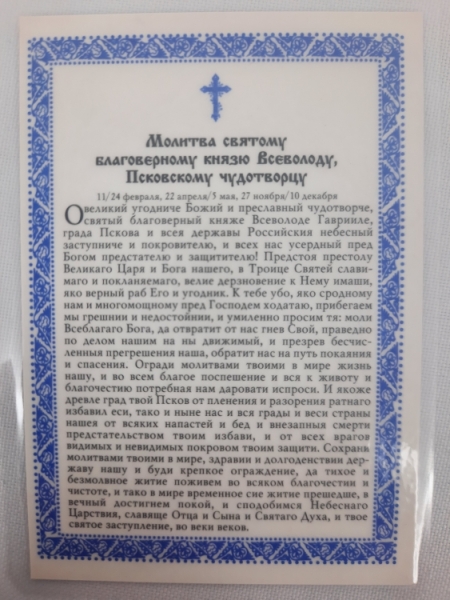 Молитва святому
благоверному князю Всеволоду,
Псковскому чудотворцу
11/24 февраля, 22 апреля/5 мая, 27 ноября/10 декабря
О великий угодниче Божий и преславный чудотворче,
святый благоверный княже Всеволоде Гаврииле,
града Пскова и всея державы Российския небесный
заступниче и покровителю, и всех нас усердный пред
Богом предстателю и защитителю! Предстоя престолу
Великаго Царя и Бога нашего, в Троице Святей слави-
маго и покланяемаго, велие дерзновение к Нему имаши,
яко верный раб Его и угодник. К тебе убо, яко сродному
нам и многомощному пред Господем ходатаю, прибегаем
мы грешнии и недостойнии, и умиленно просим тя: моли
Всеблагаго Бога, да отвратит от нас гнев Свой, праведно
по делом нашим на ны движимый, и презрев бесчис-
ленныя прегрешения наша, обратит нас на путь покаяния
и спасения. Огради молитвами твоими в мире жизнь
нашу, и во всем благое поспешение и вся к животу и
благочестию потребная нам даровати испроси. И якоже
древле град твой Псков от пленения и разорения ратнаго
избавил еси, тако и ныне нас и вся грады и веси страны
нашея от всяких напастей и бед и внезапныя смерти
предстательством твоим избави, и от всех врагов
видимых и невидимых покровом твоим защити. Сохрань
молитвами твоими в мире, здравии и долгоденствии дер-
жаву нашу и буди крепкое ограждение, да тихое и
безмолвное житие поживем во всяком благочестии и
чистоте, и тако в мире временное сие житие прешедше, в
вечный достигнем покой, и сподобимся Небеснаго
Царствия, славяще Отца и Сына и Святаго Духа, и твое
святое заступление, во веки веков.